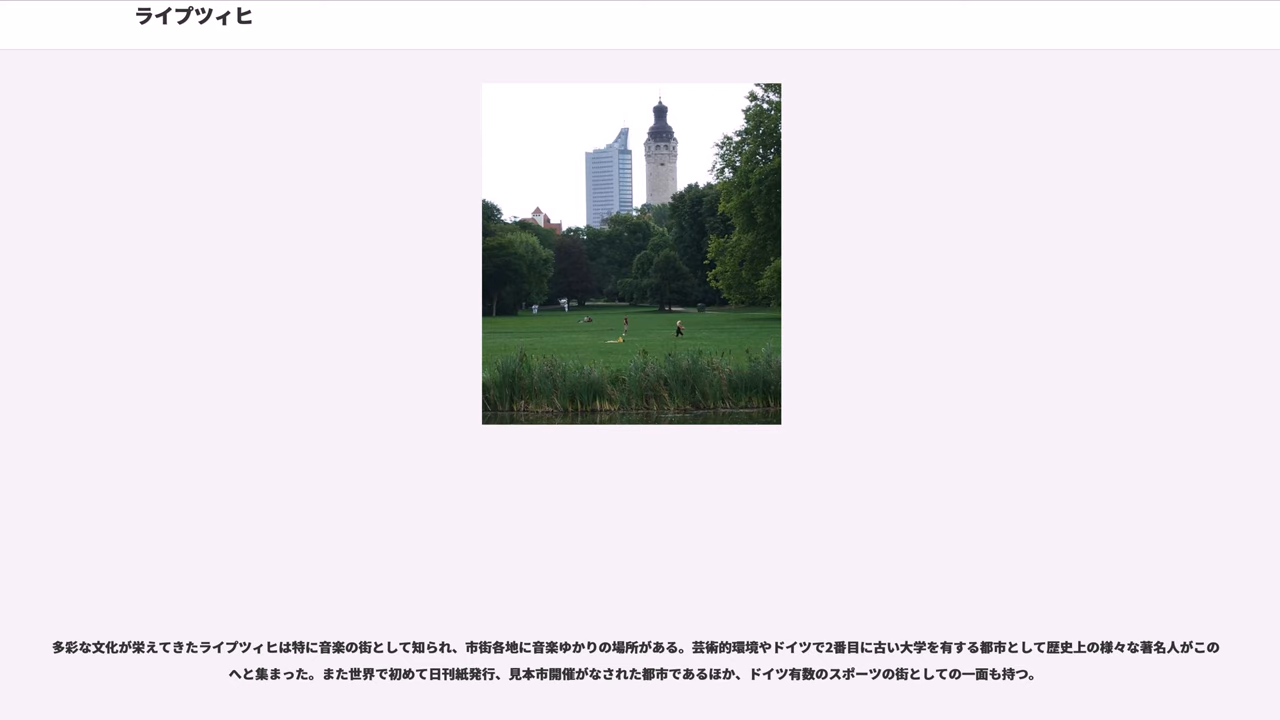 ライプツィヒ
多彩な文化が栄えてきたライプツィヒは特に音楽の街として知られ、市街各地に音楽ゆかりの場所がある。芸術的環境やドイツで2番目に古い大学を有する都市として歴史上の様々な著名人がこの
へと集まった。また世界で初めて日刊紙発行、見本市開催がなされた都市であるほか、ドイツ有数のスポーツの街としての一面も持つ。